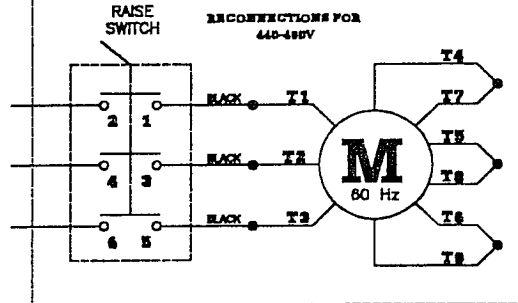 RAISE
SWITCH
RECONNECTIONS FOR
440-480V
T4
BLACK T1
T7
2 1
T5
BLACK T2
M
4 3
T8
60 Hz
BLACK T3
T6
6 5
T9